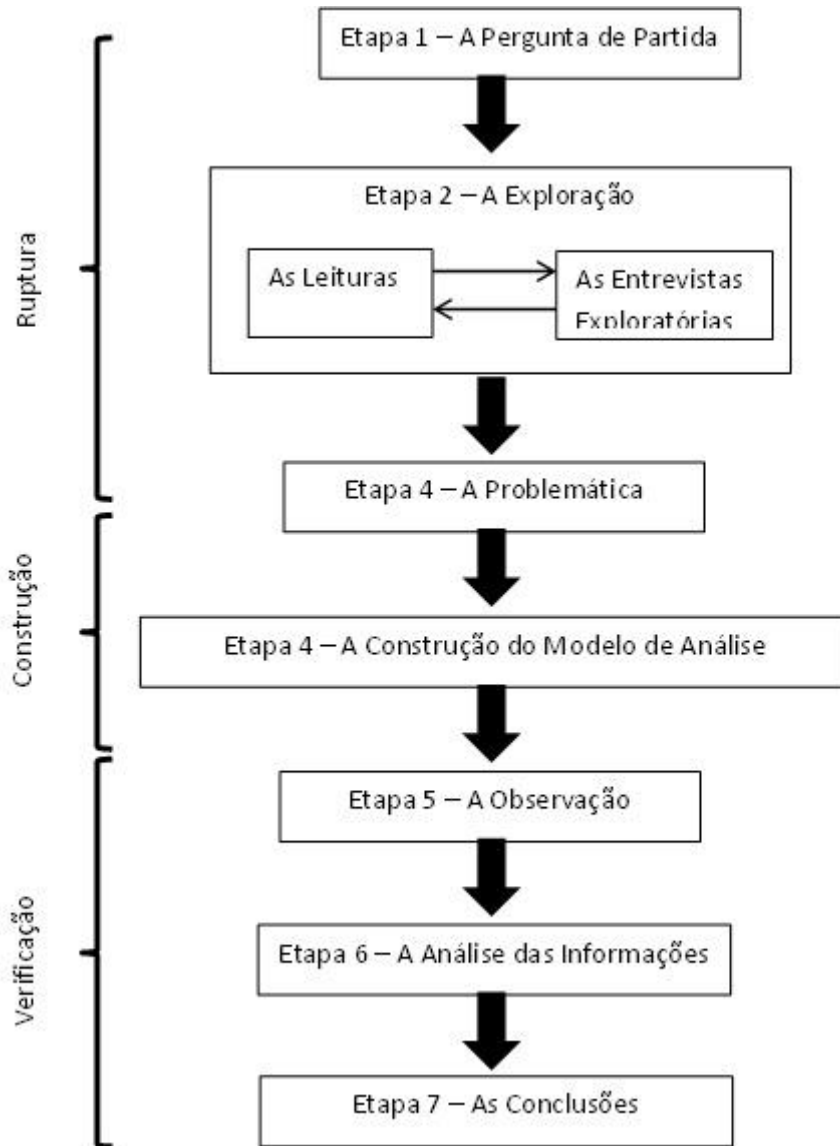 Etapa 1 – A Pergunta de Partida
Etapa 2 – A Exploração
As Leituras
As Entrevistas
Exploratórias
Etapa 4 – A Problemática
Etapa 4 – A Construção do Modelo de Análise
Etapa 5 – A Observação
Etapa 6 – A Análise das Informações
Etapa 7 – As Conclusões
Ruptura
Construção
Verificação